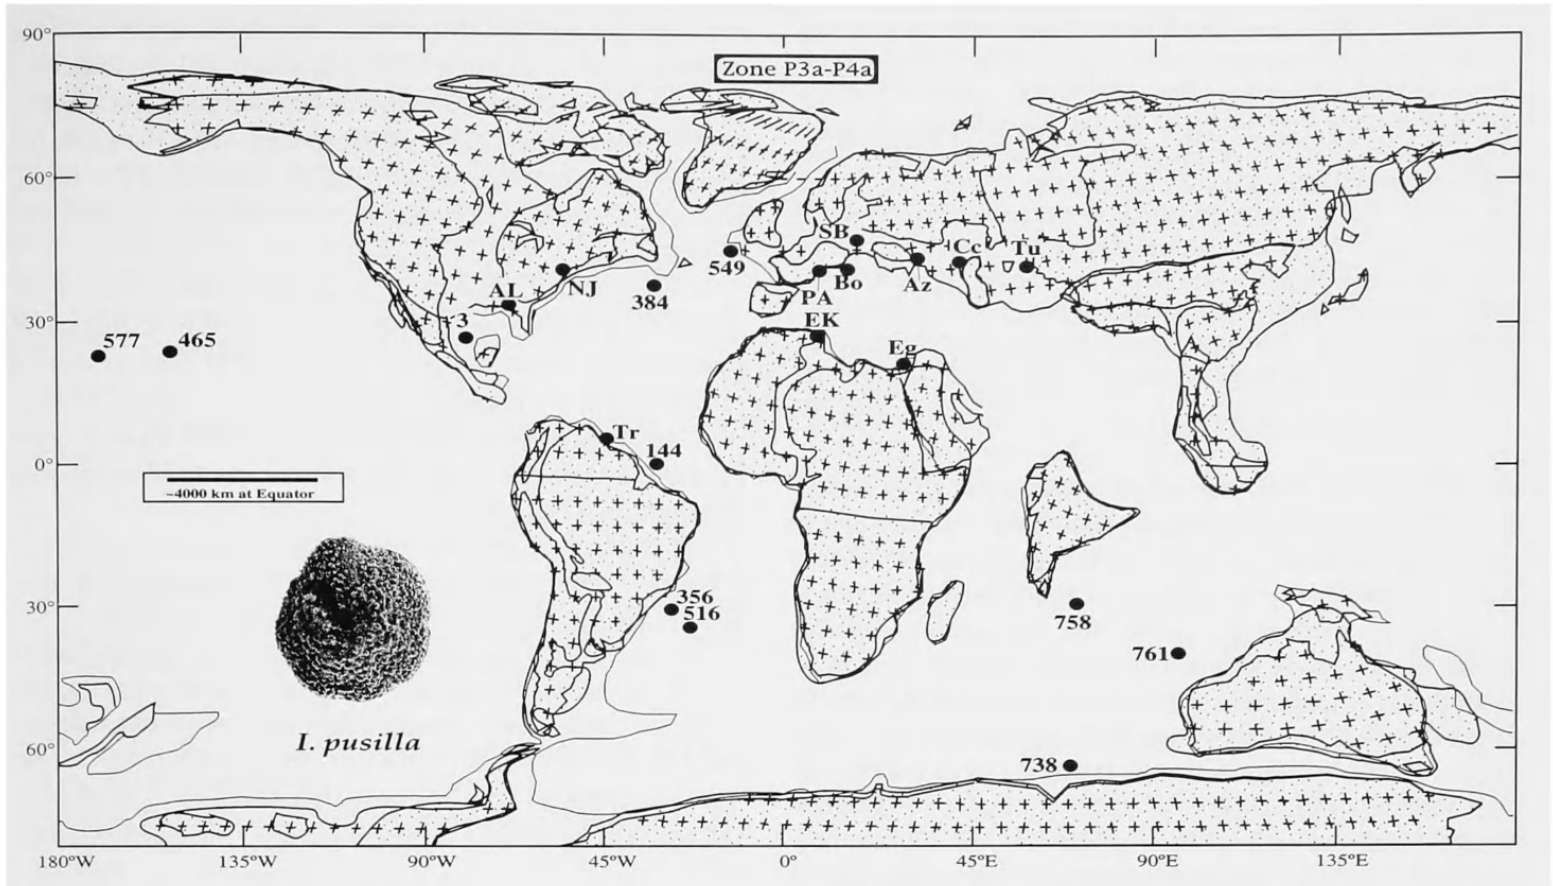 90°
Zone P3a-P4a
60°
SB
Cc
Tu
549
Bo
Az
AL
NJ
384
PA
30°
3
EK
577
465
Eg
Tr
144
0°
~4000 km at Equator
356
30°
516
758
761
I. pusilla
60°
738
180°W
135°W
90°W
45°W
0°
45°E
90°E
135°E